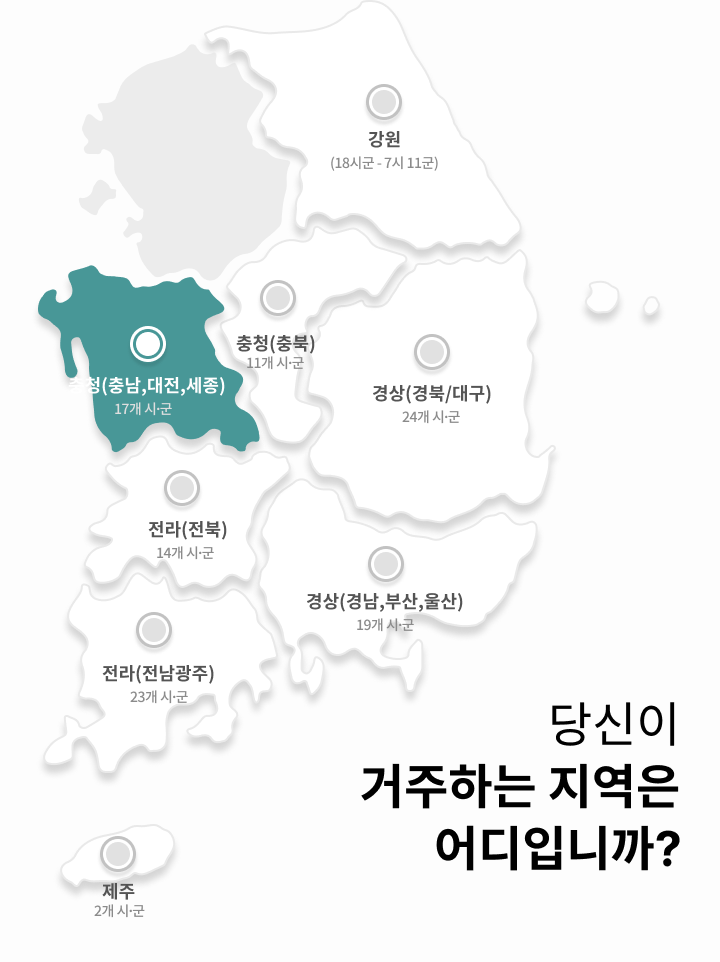 강원
(18시군 - 7시 11군)
충청(충북)
11개 시·군
충청(충남,대전,세종)
17개 시·군
경상(경북/대구)
24개 시·군
전라(전북)
14개 시·군
경상(경남,부산,울산)
19개 시·군
전라(전남광주)
23개 시·군
당신이
거주하는 지역은
어디입니까?
제주
2개 시·군